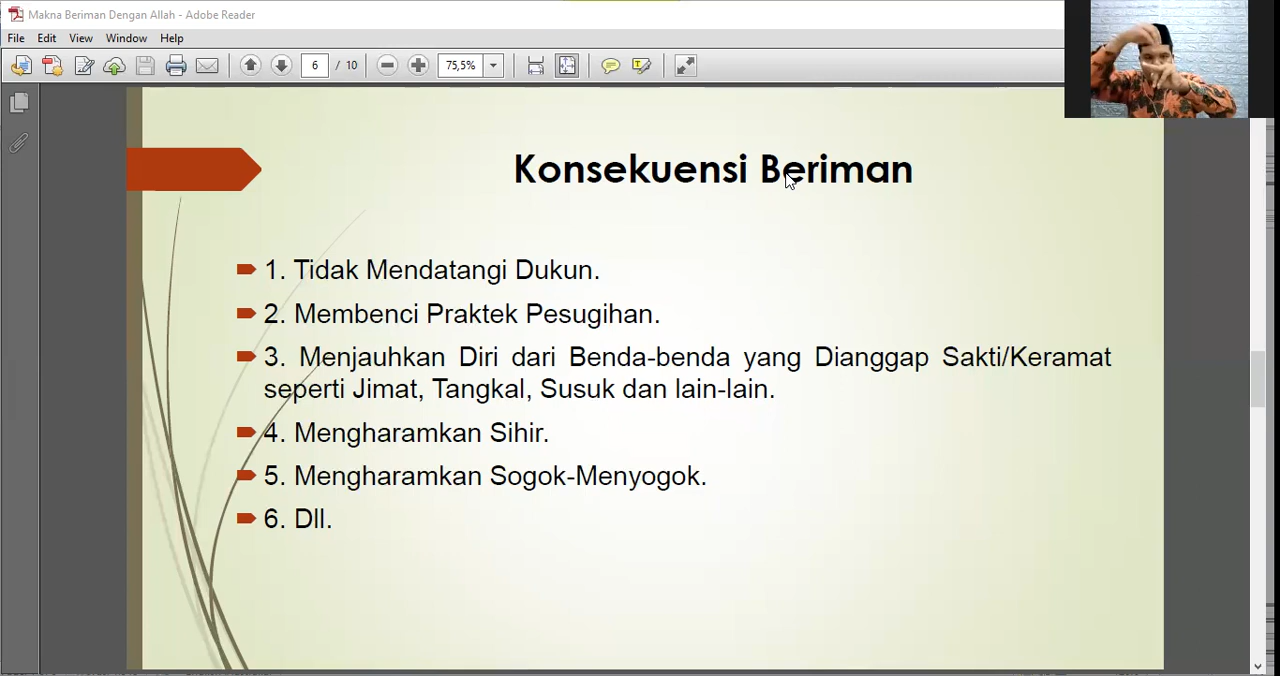 Makna Beriman Dengan Allah - Adobe Reader
File Edit View Window Help
6 / 10 75,5%
Konsekuensi Beriman
1. Tidak Mendatangi Dukun.
2. Membenci Praktek Pesugihan.
3. Menjauhkan Diri dari Benda-benda yang Dianggap Sakti/Keramat
seperti Jimat, Tangkal, Susuk dan lain-lain.
4. Mengharamkan Sihir.
5. Mengharamkan Sogok-Menyogok.
6. Dll.